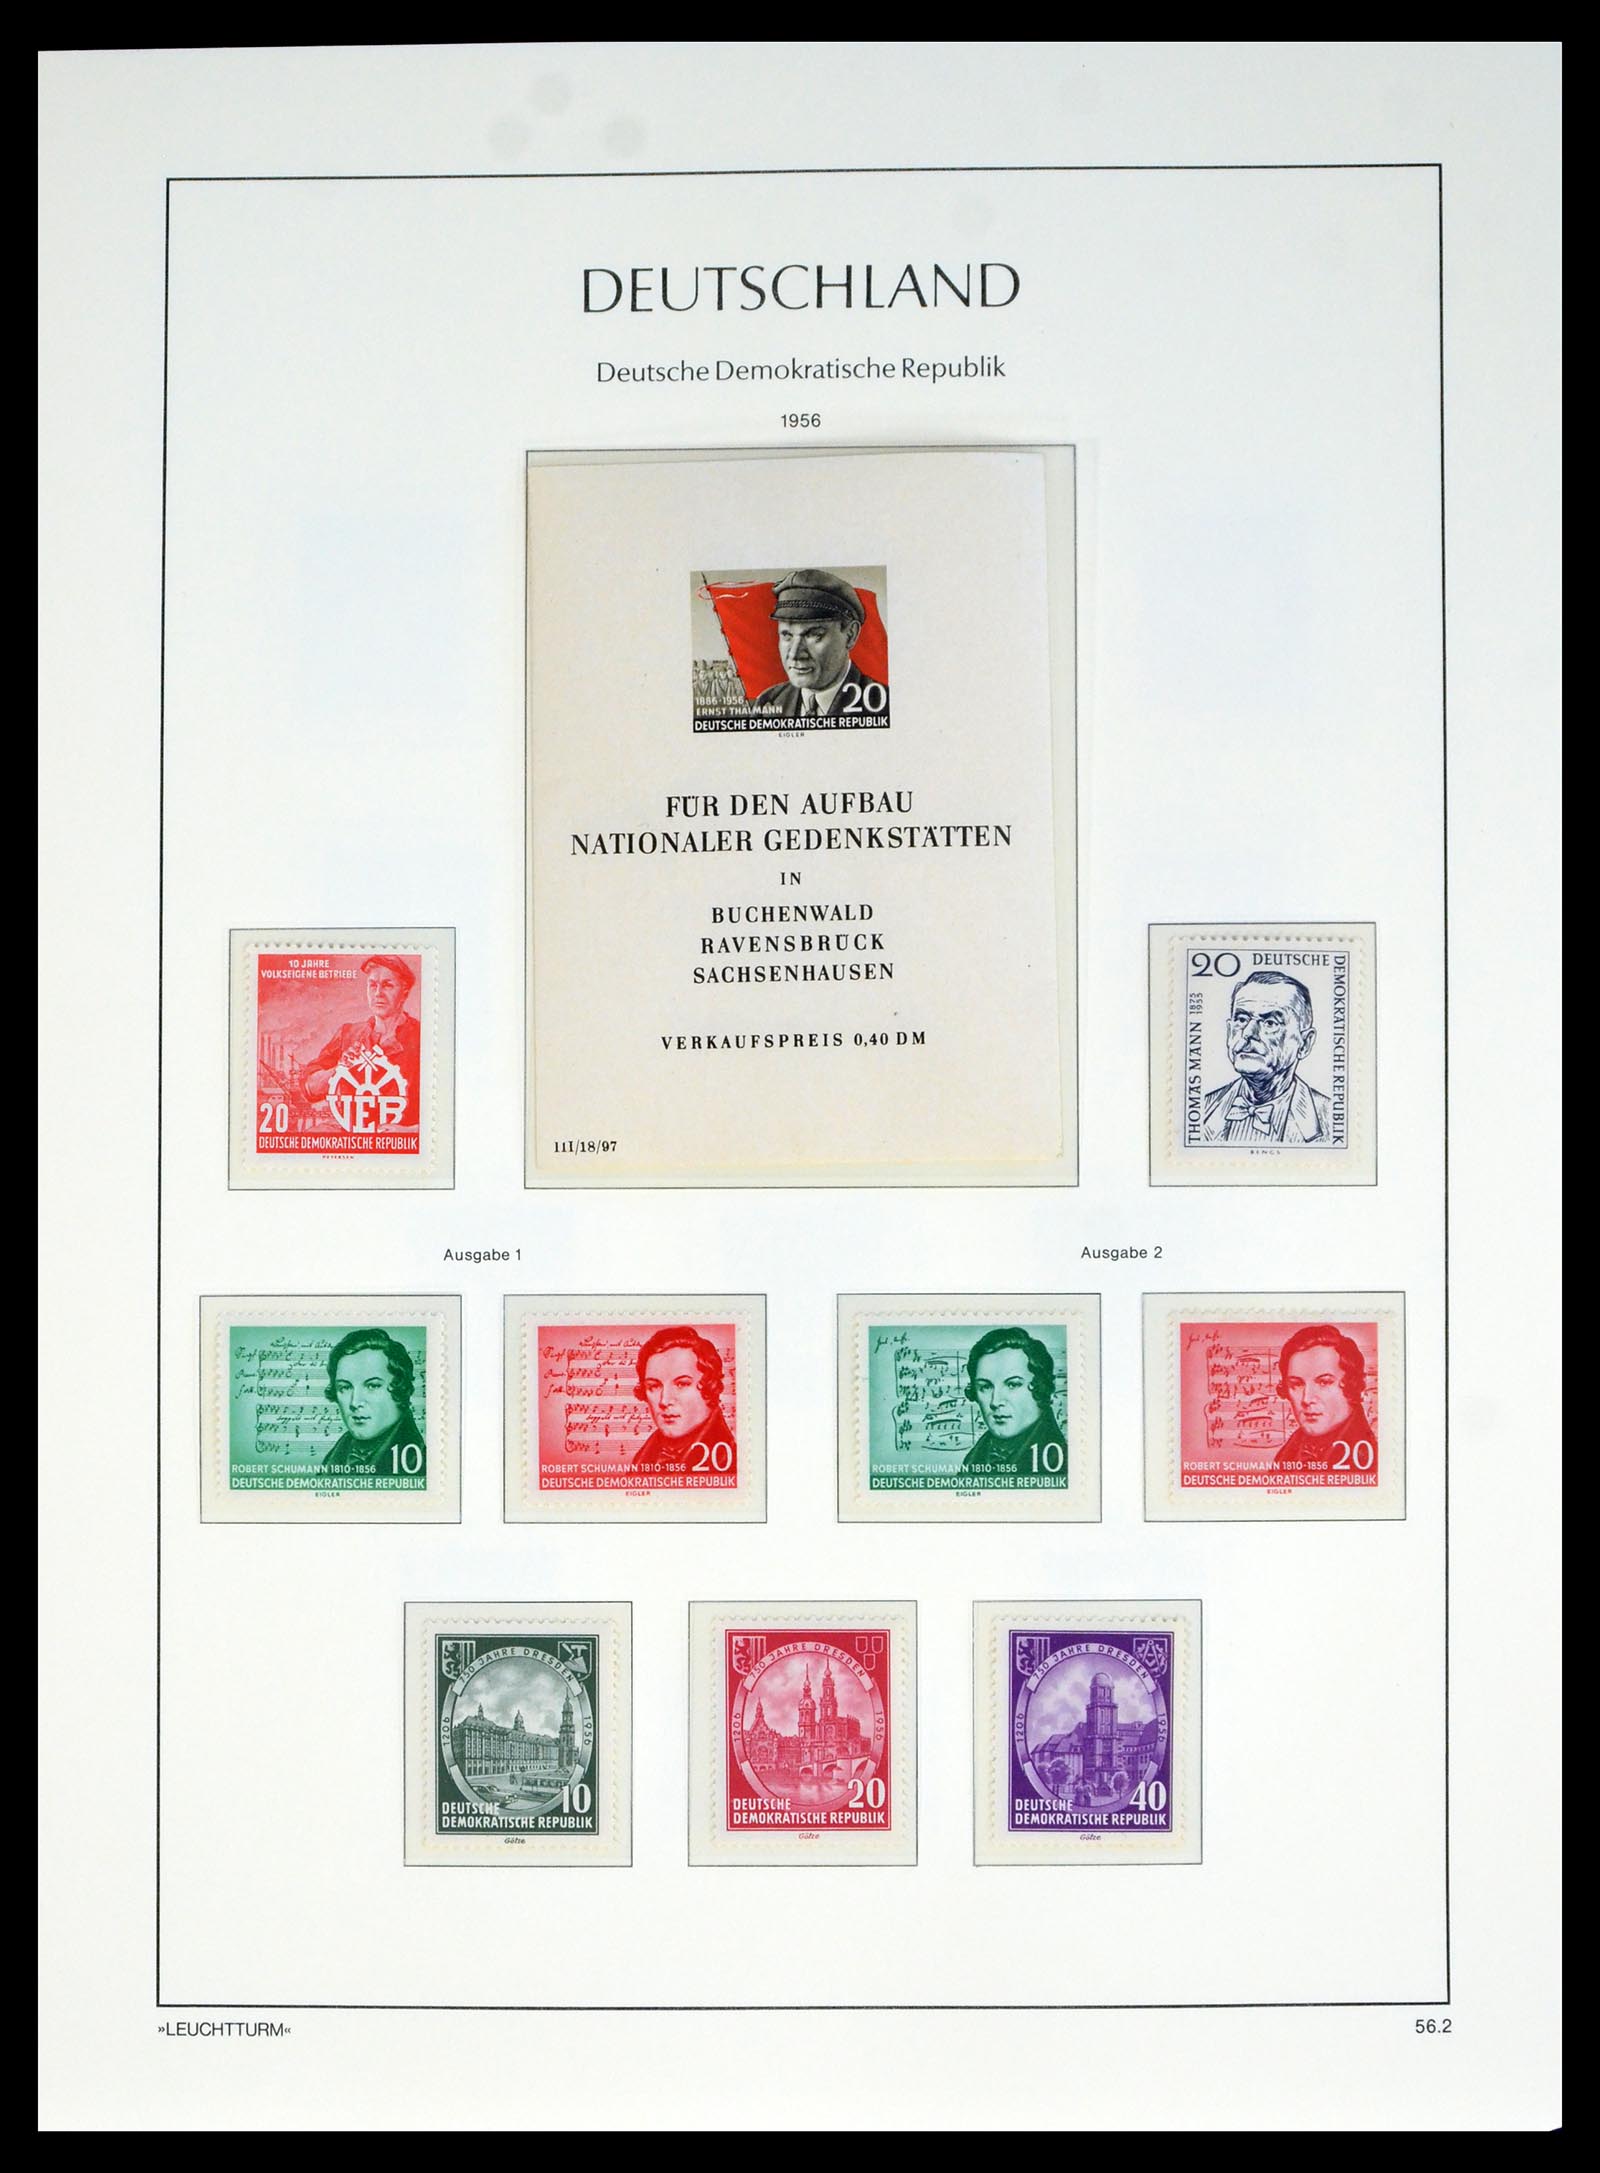 DEUTSCHLAND
Deutsche Demokratische Republik
1956
1886-1956
ERNST THÄLMANN
20
DEUTSCHE DEMOKRATISCHE REPUBLIK
EIGLER
FÜR DEN AUFBAU
NATIONALER GEDENKSTÄTTEN
IN
BUCHENWALD
RAVENSBRÜCK
SACHSENHAUSEN
VERKAUFSPREIS 0,40 DM
III/18/97
10 JAHRE
VOLKSEIGENE BETRIEBE
VEB
20
DEUTSCHE DEMOKRATISCHE REPUBLIK
PETERSEN
20 DEUTSCHE
DEMOKRATISCHE REPUBLIK
THOMAS MANN 1875 1955
BENGS
Ausgabe 1
Ausgabe 2
10
ROBERT SCHUMANN 1810-1856
DEUTSCHE DEMOKRATISCHE REPUBLIK
EIGLER
20
ROBERT SCHUMANN 1810-1856
DEUTSCHE DEMOKRATISCHE REPUBLIK
EIGLER
10
ROBERT SCHUMANN 1810-1856
DEUTSCHE DEMOKRATISCHE REPUBLIK
EIGLER
20
ROBERT SCHUMANN 1810-1856
DEUTSCHE DEMOKRATISCHE REPUBLIK
EIGLER
750 JAHRE DRESDEN
1206 1956
10
DEUTSCHE
DEMOKRATISCHE REPUBLIK
Götze
750 JAHRE DRESDEN
1206 1956
20
DEUTSCHE
DEMOKRATISCHE REPUBLIK
Götze
750 JAHRE DRESDEN
1206 1956
40
DEUTSCHE
DEMOKRATISCHE REPUBLIK
Götze
»LEUCHTTURM«
56.2